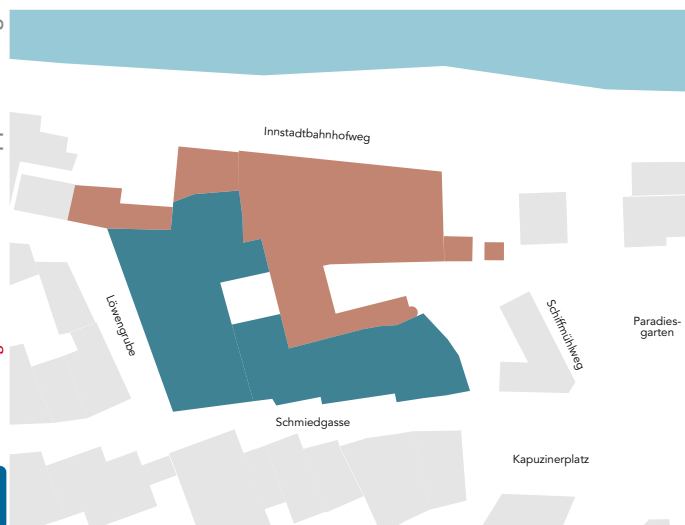 Innstadtbahnhofweg
Löwengrube
Schiffmühlweg
Paradies-
garten
Schmiedgasse
Kapuzinerplatz